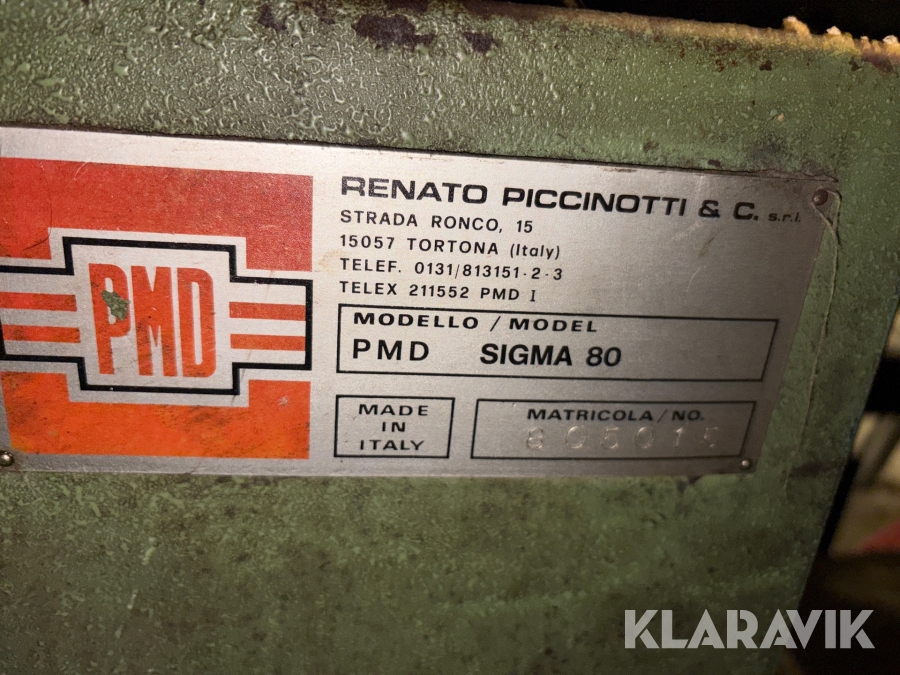 PMD
RENATO PICCINOTTI & C. s.r.l.
STRADA RONCO, 15
15057 TORTONA (Italy)
TELEF. 0131/813151-2-3
TELEX 211552 PMD I
MODELLO / MODEL
PMD SIGMA 80
MADE
IN
ITALY
MATRICOLA / NO.
KLARAVIK